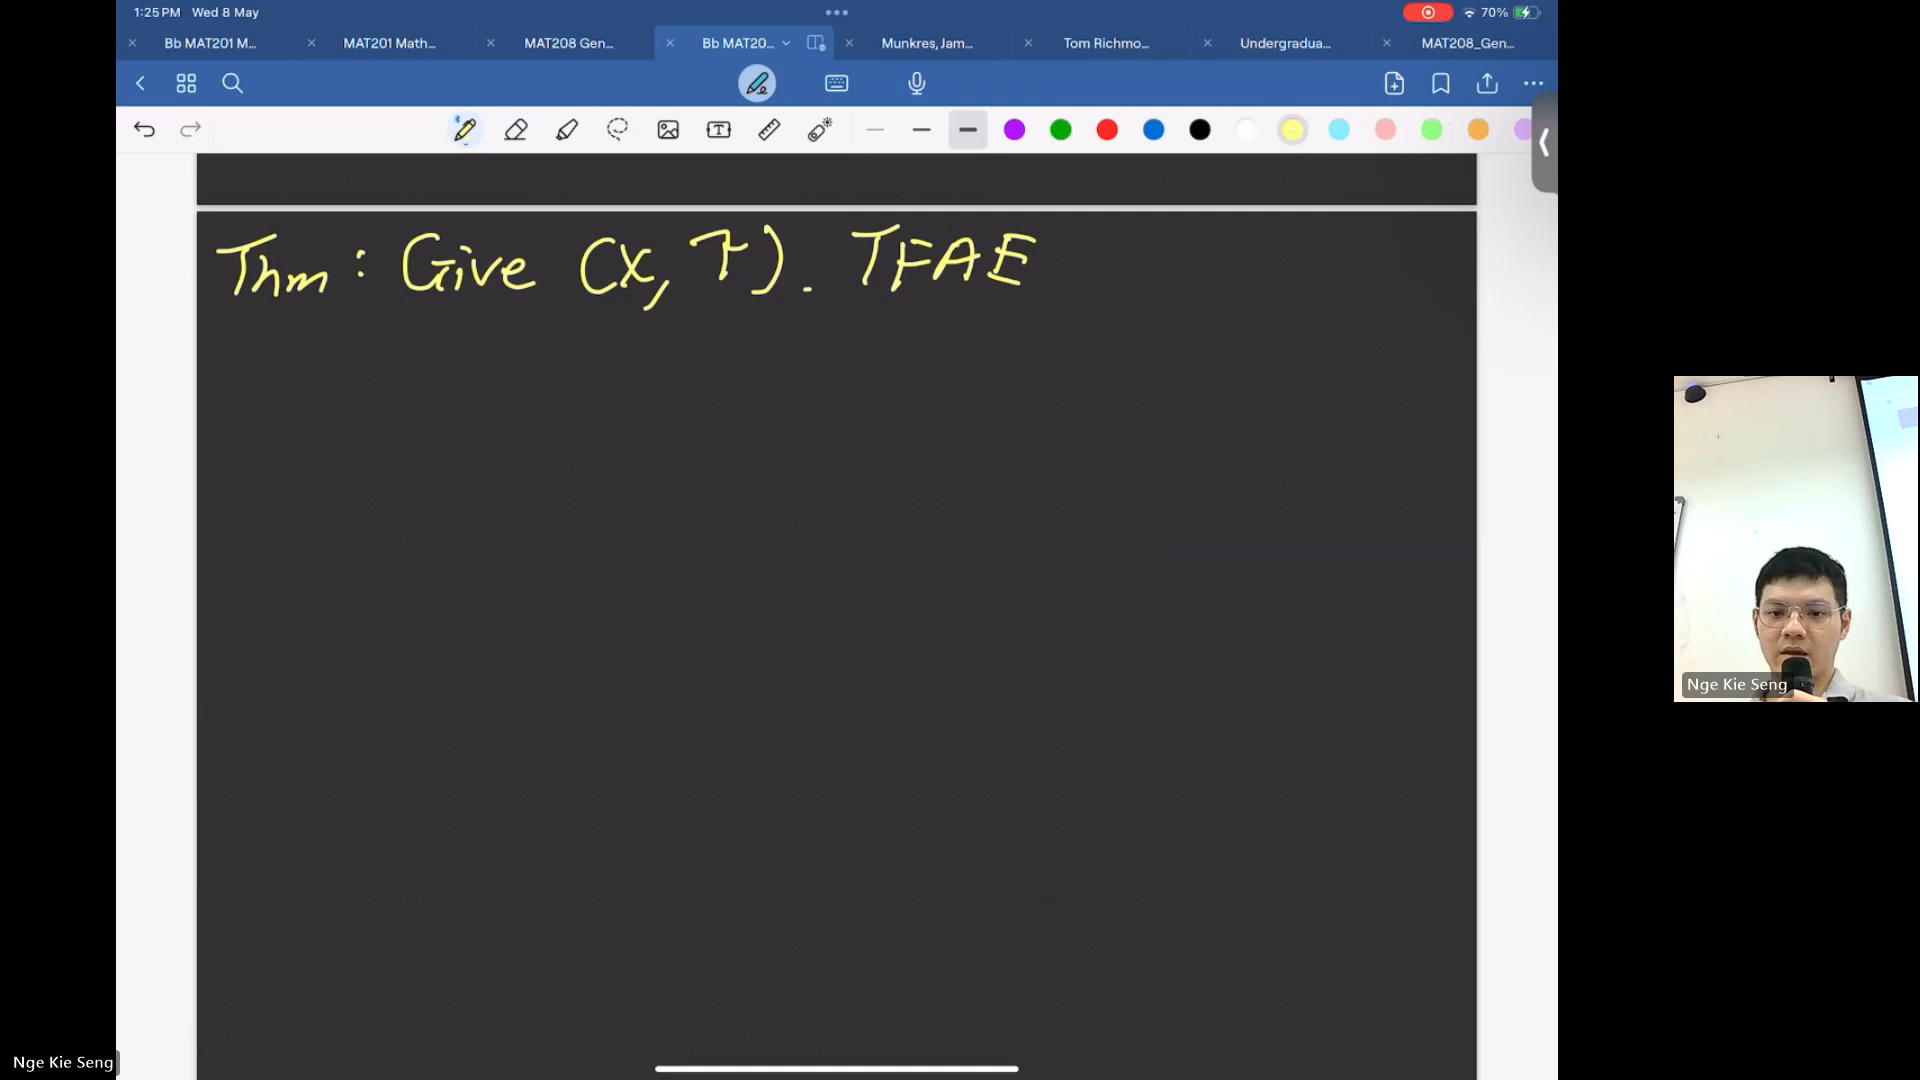 1:25 PM Wed 8 May
70%
Bb MAT201 M...
MAT201 Math...
MAT208 Gen...
Bb MAT20...
Munkres, Jam...
Tom Richmo...
Undergradua...
MAT208_Gen...
Thm : Give (X, τ). TFAE
Nge Kie Seng
Nge Kie Seng